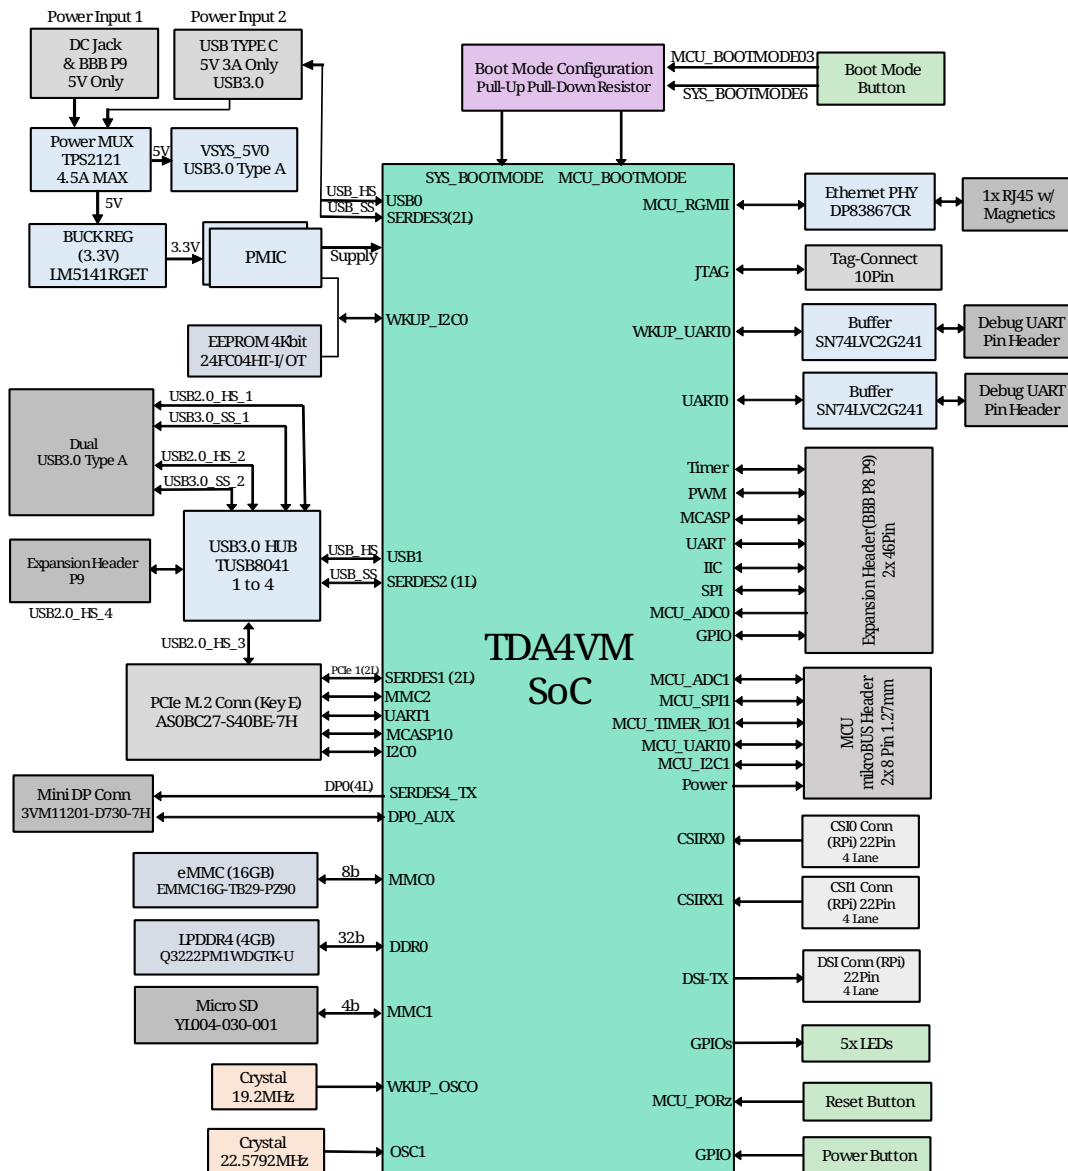 Power Input 1
Power Input 2
DC Jack
& BBB P9
5V Only
USB TYPE C
5V 3A Only
USB3.0
Boot Mode Configuration
Pull-Up Pull-Down Resistor
MCU_BOOTMODE03
SYS_BOOTMODE6
Boot Mode
Button
Power MUX
TPS2121
4.5A MAX
5V
VSYS_5V0
USB3.0 Type A
5V
BUCK REG
(3.3V)
LM5141RGET
3.3V
PMIC
Supply
USB_HS
USB_SS
SYS_BOOTMODE
MCU_BOOTMODE
USB0
SERDES3(2L)
WKUP_I2C0
EEPROM 4Kbit
24FC04HT-I/OT
MCU_RGMII
Ethernet PHY
DP83867CR
1x RJ45 w/
Magnetics
JTAG
Tag-Connect
10Pin
WKUP_UART0
Buffer
SN74LVC2G241
Debug UART
Pin Header
UART0
Buffer
SN74LVC2G241
Debug UART
Pin Header
Dual
USB3.0 Type A
USB2.0_HS_1
USB3.0_SS_1
USB2.0_HS_2
USB3.0_SS_2
USB3.0 HUB
TUSB8041
1 to 4
USB_HS
USB1
USB_SS
SERDES2 (1L)
Expansion Header
P9
USB2.0_HS_4
USB2.0_HS_3
Timer
PWM
MCASP
UART
IIC
SPI
MCU_ADC0
GPIO
Expansion Header(BBB P8 P9)
2x 46Pin
TDA4VM
SoC
PCIe M.2 Conn (Key E)
AS0BC27-S40BE-7H
PCIe 1(2L)
SERDES1 (2L)
MMC2
UART1
MCASP10
I2C0
MCU_ADC1
MCU_SPI1
MCU_TIMER_IO1
MCU_UART0
MCU_I2C1
Power
MCU
mikroBUS Header
2x8 Pin 1.27mm
Mini DP Conn
3VM11201-D730-7H
DP0(4L)
SERDES4_TX
DP0_AUX
CSIRX0
CSI0 Conn
(RPi) 22Pin
4 Lane
eMMC (16GB)
EMMC16G-TB29-PZ90
8b
MMC0
CSIRX1
CSI1 Conn
(RPi) 22Pin
4 Lane
LPDDR4 (4GB)
Q3222PM1WDGTK-U
32b
DDR0
DSI-TX
DSI Conn (RPi)
22Pin
4 Lane
Micro SD
YL004-030-001
4b
MMC1
GPIOs
5x LEDs
Crystal
19.2MHz
WKUP_OSCO
MCU_PORz
Reset Button
Crystal
22.5792MHz
OSC1
GPIO
Power Button